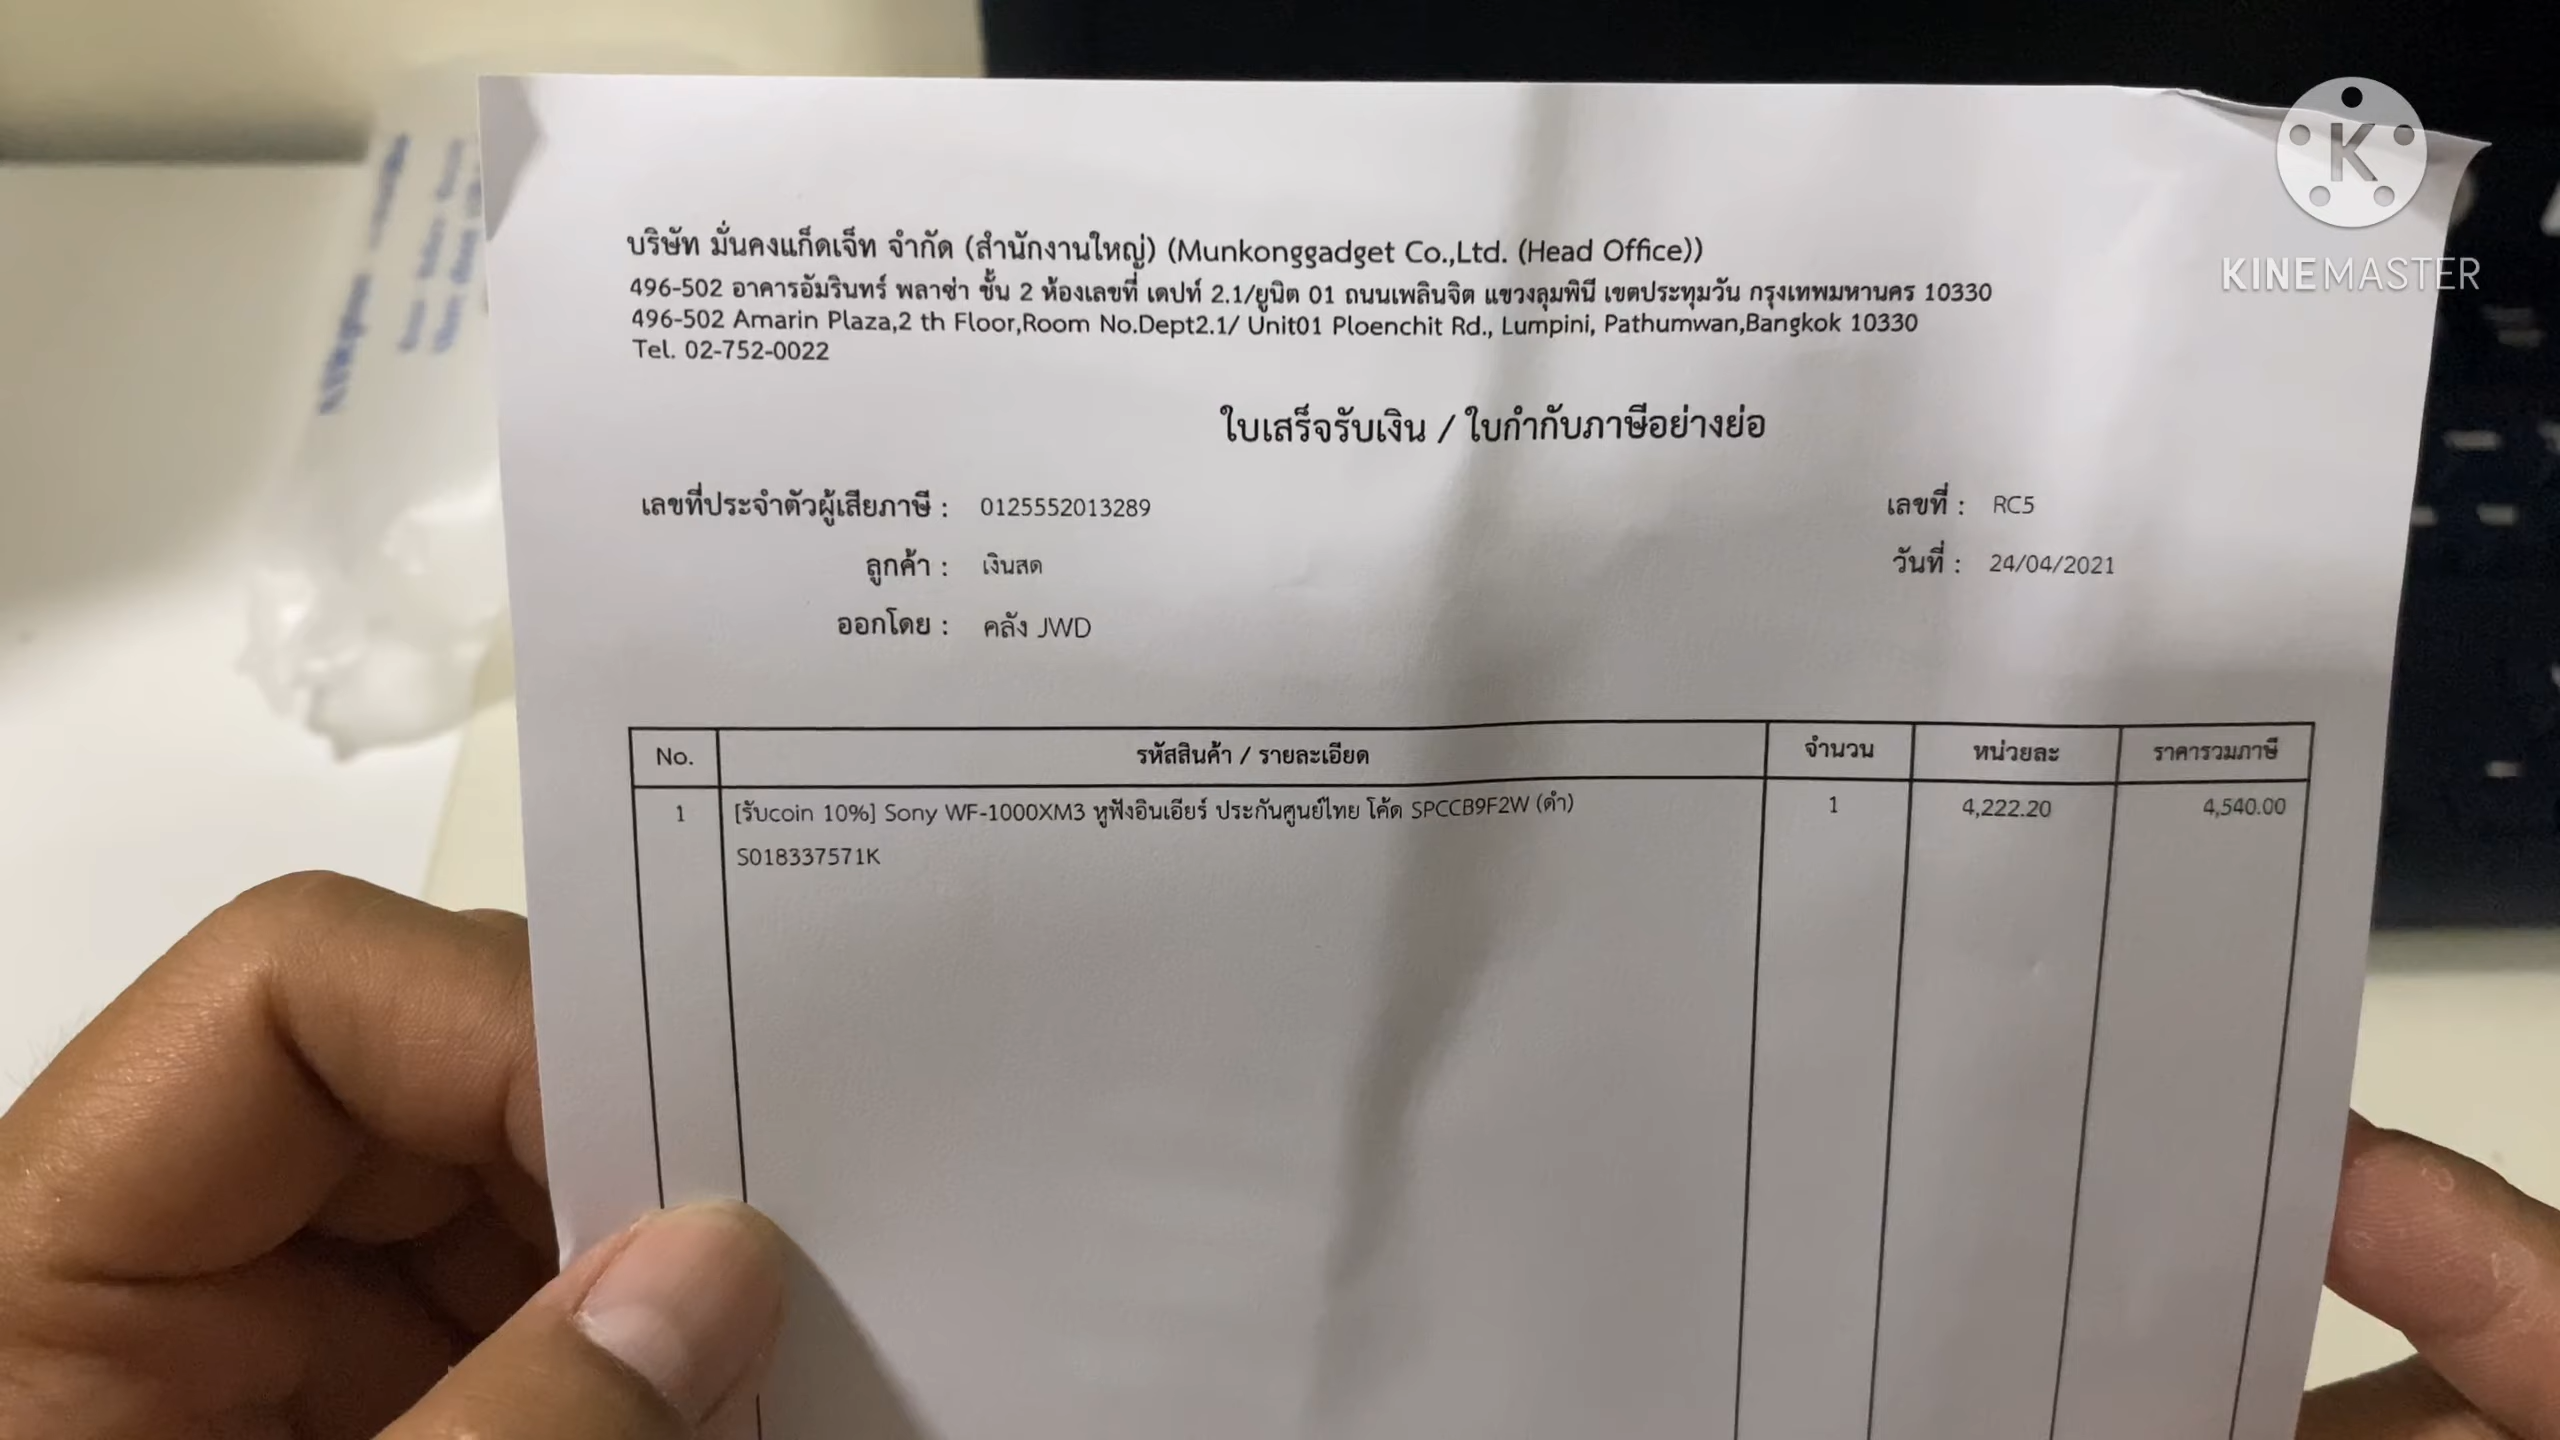 บริษัท มั่นคงแก็ดเจ็ท จำกัด (สำนักงานใหญ่) (Munkonggadget Co.,Ltd. (Head Office))
496-502 อาคารอัมรินทร์ พลาซ่า ชั้น 2 ห้องเลขที่ เดปท์ 2.1/ยูนิต 01 ถนนเพลินจิต แขวงลุมพินี เขตประทุมวัน กรุงเทพมหานคร 10330
496-502 Amarin Plaza,2 th Floor,Room No.Dept2.1/ Unit01 Ploenchit Rd., Lumpini, Pathumwan,Bangkok 10330
Tel. 02-752-0022
ใบเสร็จรับเงิน / ใบกำกับภาษีอย่างย่อ
เลขที่ประจำตัวผู้เสียภาษี : 0125552013289 เลขที่ : RC5
ลูกค้า : เงินสด วันที่ : 24/04/2021
ออกโดย : คลัง JWD
No. รหัสสินค้า / รายละเอียด จำนวน หน่วยละ ราคารวมภาษี
1 [รับcoin 10%] Sony WF-1000XM3 หูฟังอินเอียร์ ประกันศูนย์ไทย โค้ด SPCCB9F2W (ดำ) 1 4,222.20 4,540.00
S018337571K
K
KINEMASTER